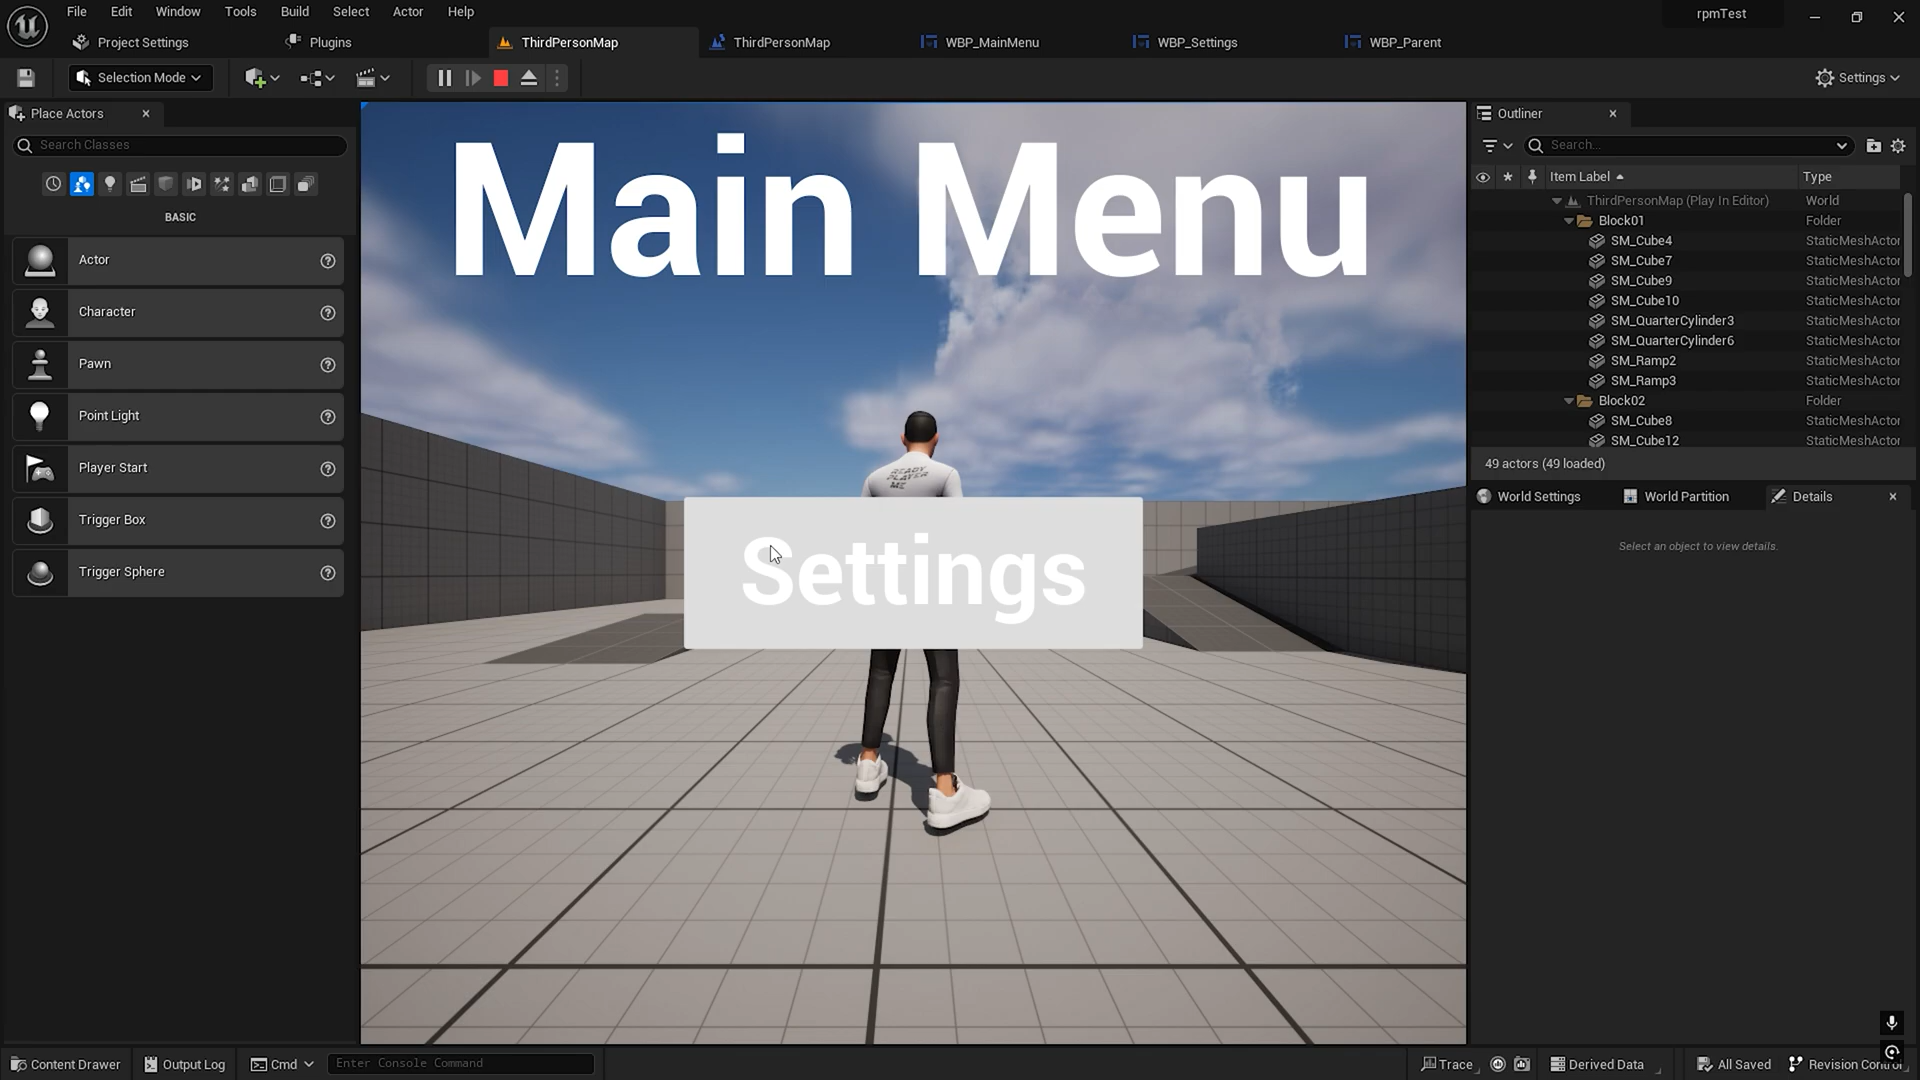 File Edit Window Tools Build Select Actor Help
rpmTest
Project Settings
Plugins
ThirdPersonMap
ThirdPersonMap
WBP_MainMenu
WBP_Settings
WBP_Parent
Selection Mode
Settings
Place Actors
Search Classes
BASIC
Actor
Character
Pawn
Point Light
Player Start
Trigger Box
Trigger Sphere
Main Menu
READY
PLAYER
ME
Settings
Outliner
Search...
Item Label Type
ThirdPersonMap (Play In Editor) World
Block01 Folder
SM_Cube4 StaticMeshActor
SM_Cube7 StaticMeshActor
SM_Cube9 StaticMeshActor
SM_Cube10 StaticMeshActor
SM_QuarterCylinder3 StaticMeshActor
SM_QuarterCylinder6 StaticMeshActor
SM_Ramp2 StaticMeshActor
SM_Ramp3 StaticMeshActor
Block02 Folder
SM_Cube8 StaticMeshActor
SM_Cube12 StaticMeshActor
49 actors (49 loaded)
World Settings
World Partition
Details
Select an object to view details.
Content Drawer
Output Log
Cmd
Enter Console Command
Trace
Derived Data
All Saved
Revision Control